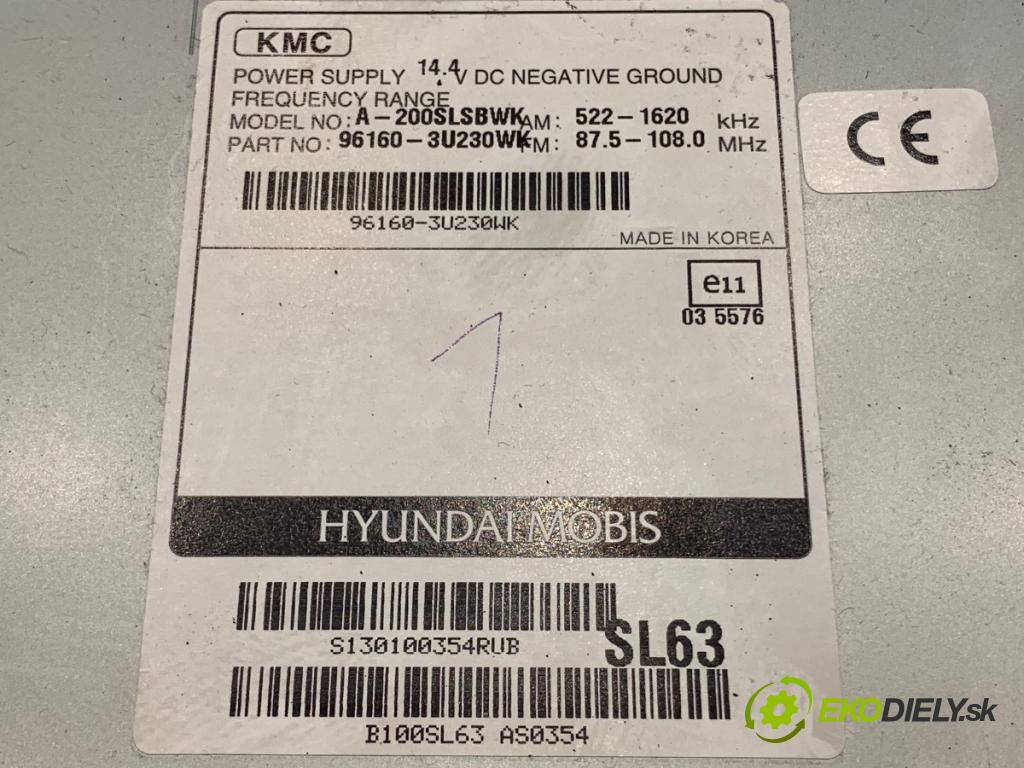 KMC
POWER SUPPLY 14.4V DC NEGATIVE GROUND
FREQUENCY RANGE
MODEL NO: A-200SLSBWK AM: 522-1620 kHz
PART NO: 96160-3U230WK FM: 87.5-108.0 MHz
96160-3U230WK
MADE IN KOREA
CE
e11
03 5576
1
HYUNDAI MOBIS
S130100354RUB
SL63
B100SL63 AS0354
EKODIELY.sk